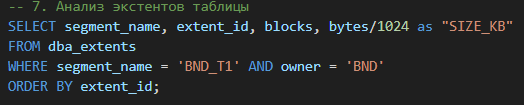 -- 7. Анализ экстентов таблицы
SELECT segment_name, extent_id, blocks, bytes/1024 as "SIZE_KB"
FROM dba_extents
WHERE segment_name = 'BND_T1' AND owner = 'BND'
ORDER BY extent_id;